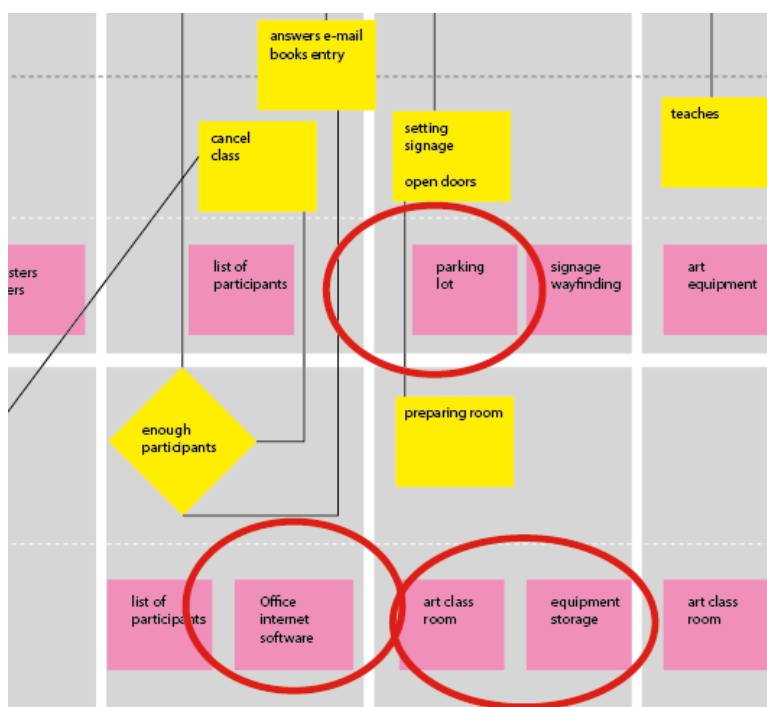 answers e-mail
books entry
cancel
class
setting
signage
open doors
teaches
list of
participants
parking
lot
signage
wayfinding
art
equipment
enough
participants
preparing room
list of
participants
Office
internet
software
art class
room
equipment
storage
art class
room